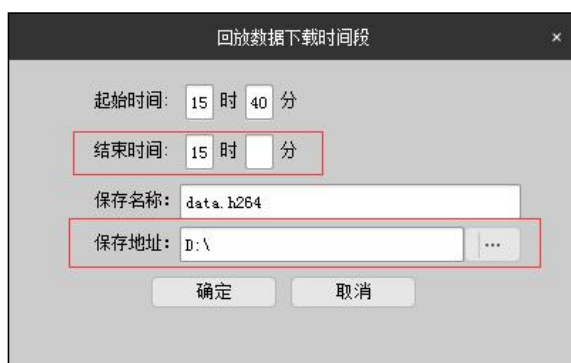 回放数据下载时间段 ×
起始时间: 15 时 40 分
结束时间: 15 时 分
保存名称: data.h264
保存地址: D:\ ...
确定 取消